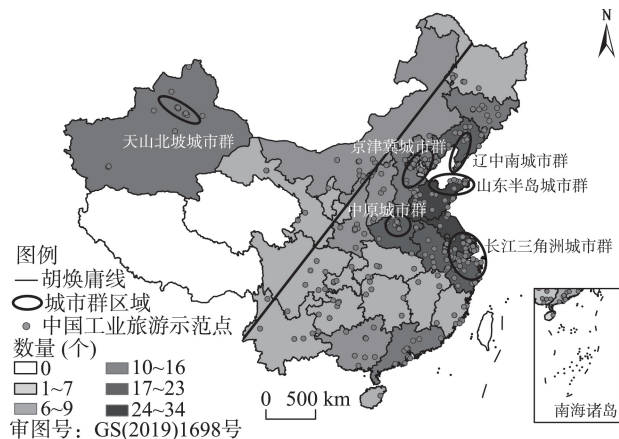 N
天山北坡城市群
京津冀城市群
辽中南城市群
山东半岛城市群
中原城市群
长江三角洲城市群
图例
胡焕庸线
城市群区域
中国工业旅游示范点
数量 (个)
0
10~16
1~7
17~23
6~9
24~34
0 500 km
审图号：GS(2019)1698号
南海诸岛